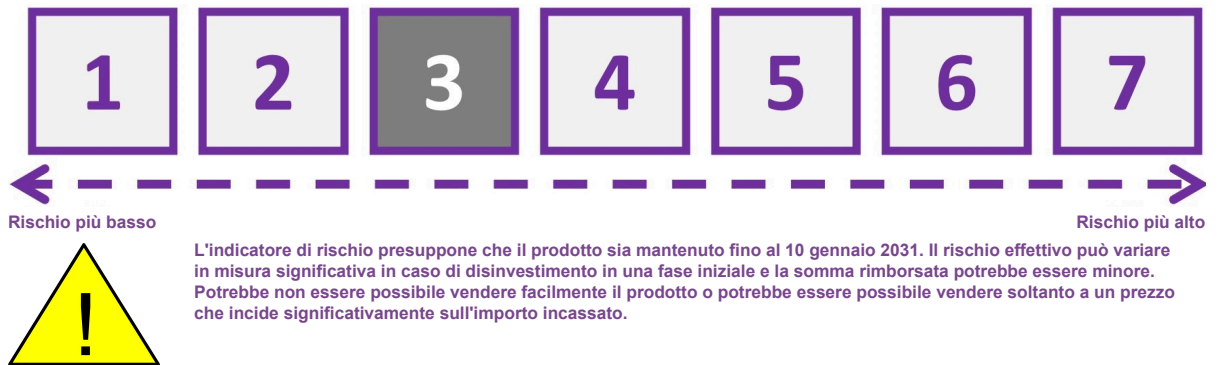 1 2 3 4 5 6 7
Rischio più basso Rischio più alto
L'indicatore di rischio presuppone che il prodotto sia mantenuto fino al 10 gennaio 2031. Il rischio effettivo può variare
in misura significativa in caso di disinvestimento in una fase iniziale e la somma rimborsata potrebbe essere minore.
Potrebbe non essere possibile vendere facilmente il prodotto o potrebbe essere possibile vendere soltanto a un prezzo
che incide significativamente sull'importo incassato.
!